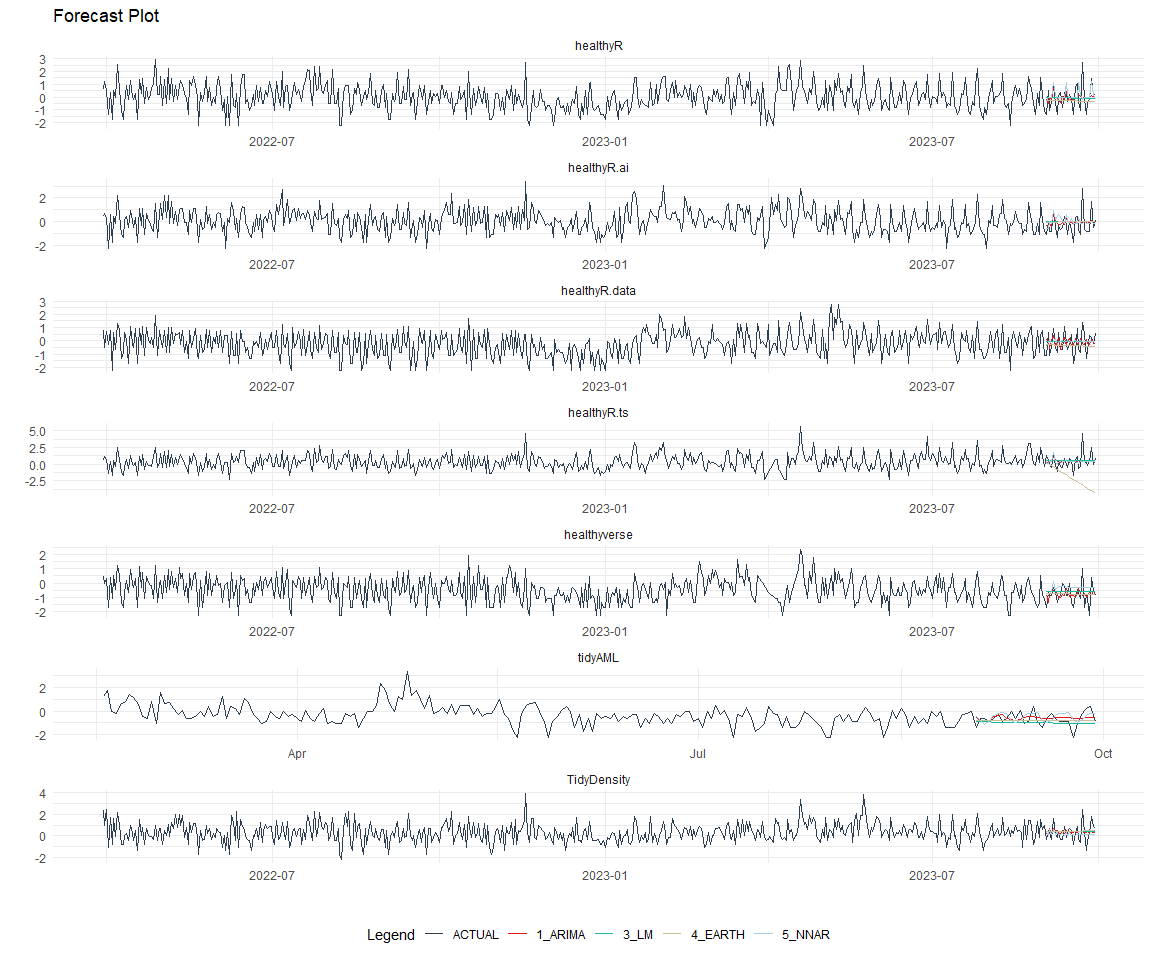 Forecast Plot
healthyR
3
2
1
0
-1
-2
2022-07 2023-01 2023-07
healthyR.ai
2
0
-2
2022-07 2023-01 2023-07
healthyR.data
3
2
1
0
-1
-2
2022-07 2023-01 2023-07
healthyR.ts
5.0
2.5
0.0
-2.5
2022-07 2023-01 2023-07
healthyverse
2
1
0
-1
-2
2022-07 2023-01 2023-07
tidyAML
2
0
-2
Apr Jul Oct
TidyDensity
4
2
0
-2
2022-07 2023-01 2023-07
Legend ACTUAL 1_ARIMA 3_LM 4_EARTH 5_NNAR